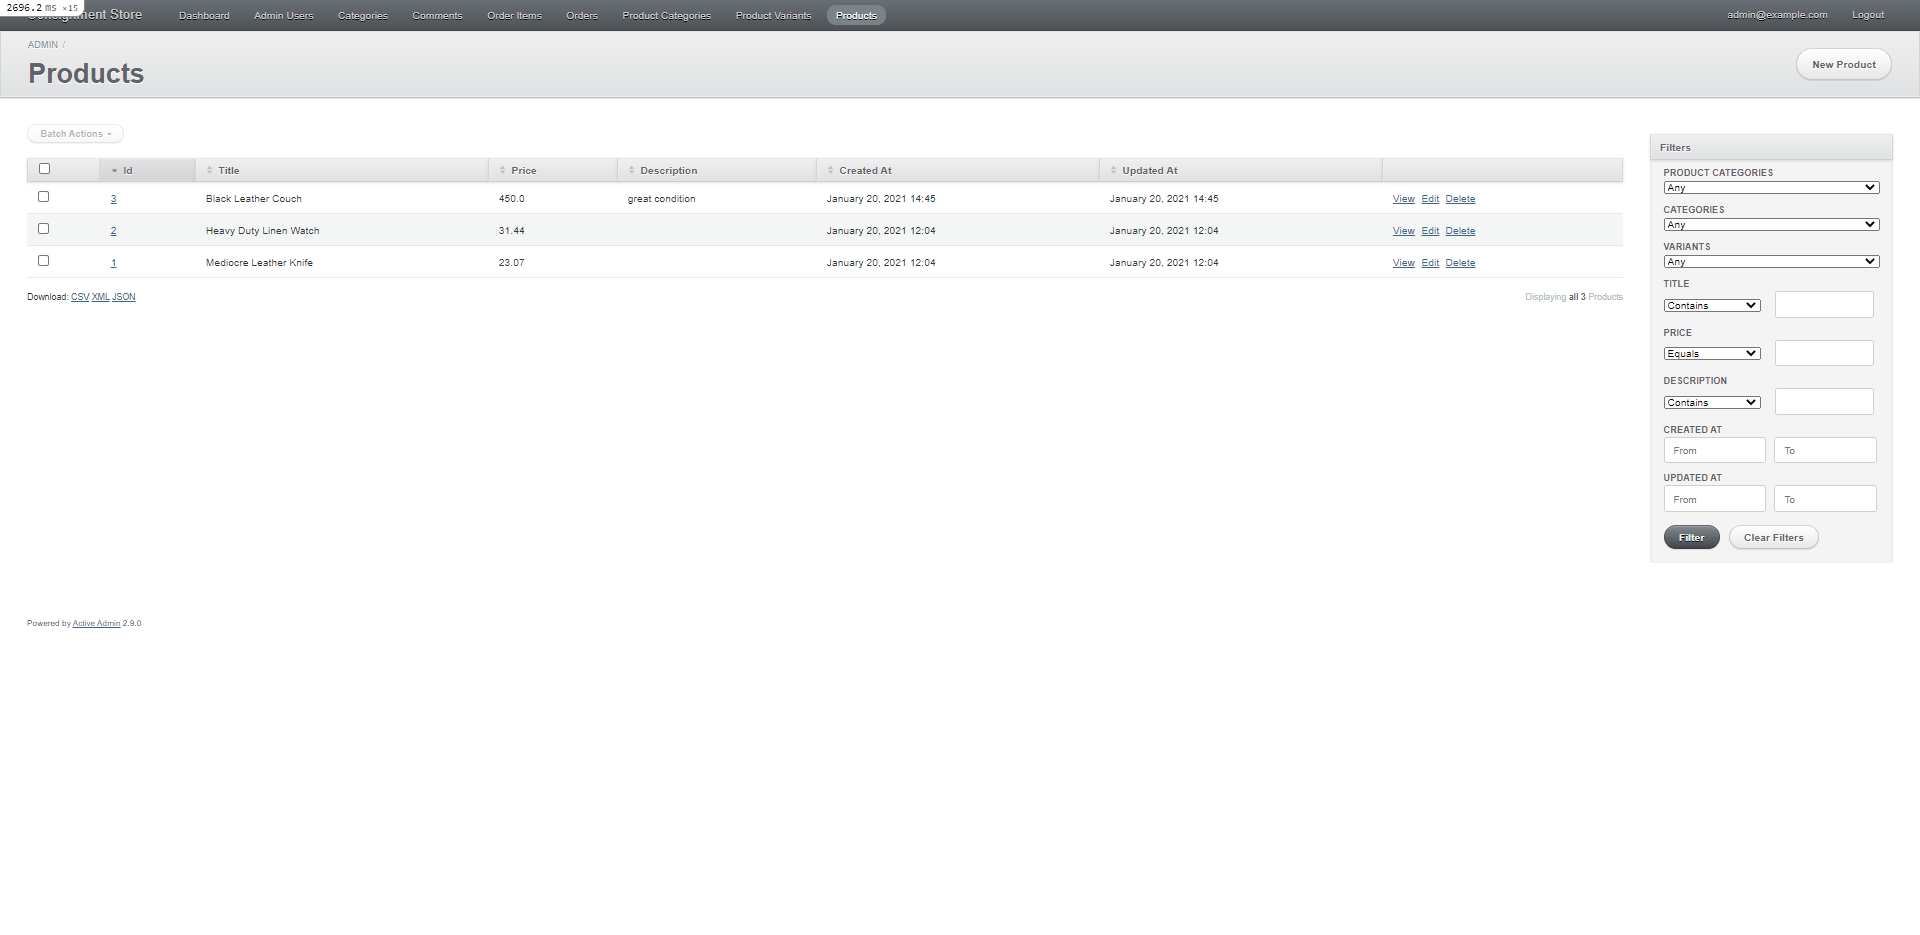 2696.2 ms ×15
Consignment Store Dashboard Admin Users Categories Comments Order Items Orders Product Categories Product Variants Products admin@example.com Logout
ADMIN /
Products
New Product
Batch Actions
Id Title Price Description Created At Updated At
3 Black Leather Couch 450.0 great condition January 20, 2021 14:45 January 20, 2021 14:45 View Edit Delete
2 Heavy Duty Linen Watch 31.44 January 20, 2021 12:04 January 20, 2021 12:04 View Edit Delete
1 Mediocre Leather Knife 23.07 January 20, 2021 12:04 January 20, 2021 12:04 View Edit Delete
Download: CSV XML JSON
Displaying all 3 Products
Filters
PRODUCT CATEGORIES
Any
CATEGORIES
Any
VARIANTS
Any
TITLE
Contains
PRICE
Equals
DESCRIPTION
Contains
CREATED AT
From To
UPDATED AT
From To
Filter Clear Filters
Powered by Active Admin 2.9.0